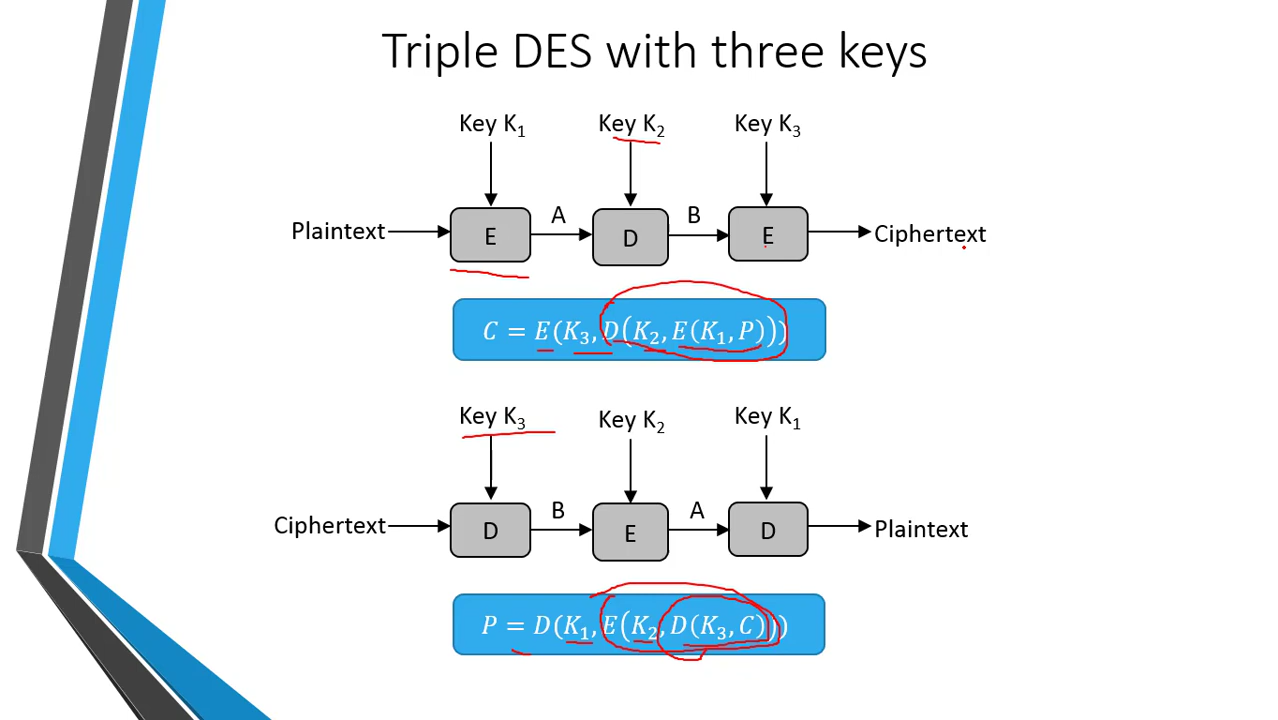 Triple DES with three keys
Key K₁ Key K₂ Key K₃
Plaintext E A D B E Ciphertext
C = E(K₃, D(K₂, E(K₁, P)))
Key K₃ Key K₂ Key K₁
Ciphertext D B E A D Plaintext
P = D(K₁, E(K₂, D(K₃, C)))